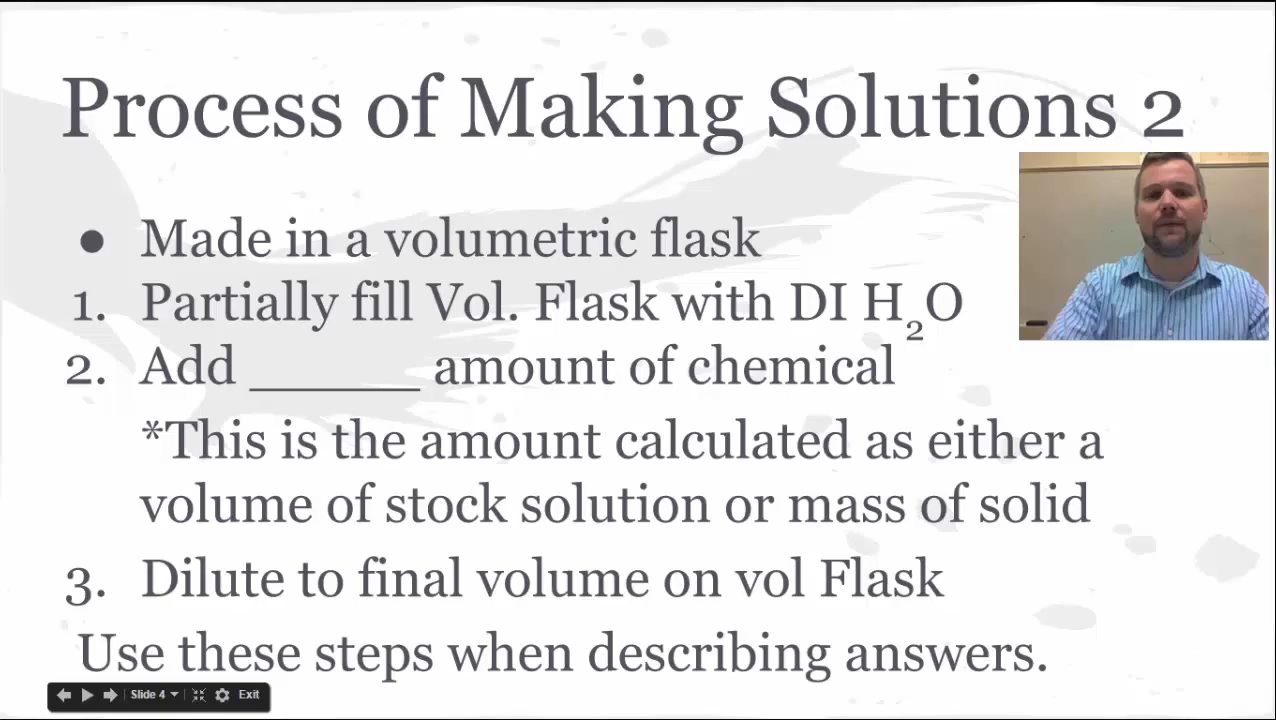 Process of Making Solutions 2
● Made in a volumetric flask
1. Partially fill Vol. Flask with DI H₂O
2. Add ______ amount of chemical
*This is the amount calculated as either a
volume of stock solution or mass of solid
3. Dilute to final volume on vol Flask
Use these steps when describing answers.
Slide 4 Exit